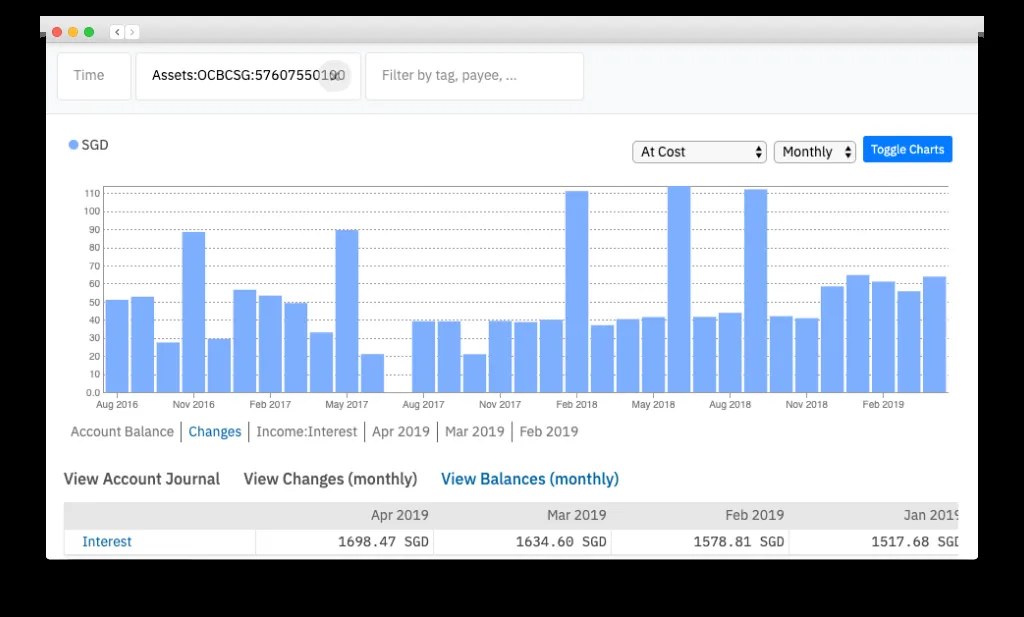 Time Assets:OCBCSG:57607550100 Filter by tag, payee, ...
SGD
At Cost Monthly Toggle Charts
110
100
90
80
70
60
50
40
30
20
10
0.0
Aug 2016 Nov 2016 Feb 2017 May 2017 Aug 2017 Nov 2017 Feb 2018 May 2018 Aug 2018 Nov 2018 Feb 2019
Account Balance Changes Income:Interest Apr 2019 Mar 2019 Feb 2019
View Account Journal View Changes (monthly) View Balances (monthly)
Apr 2019 Mar 2019 Feb 2019 Jan 2019
Interest 1698.47 SGD 1634.60 SGD 1578.81 SGD 1517.68 SGD